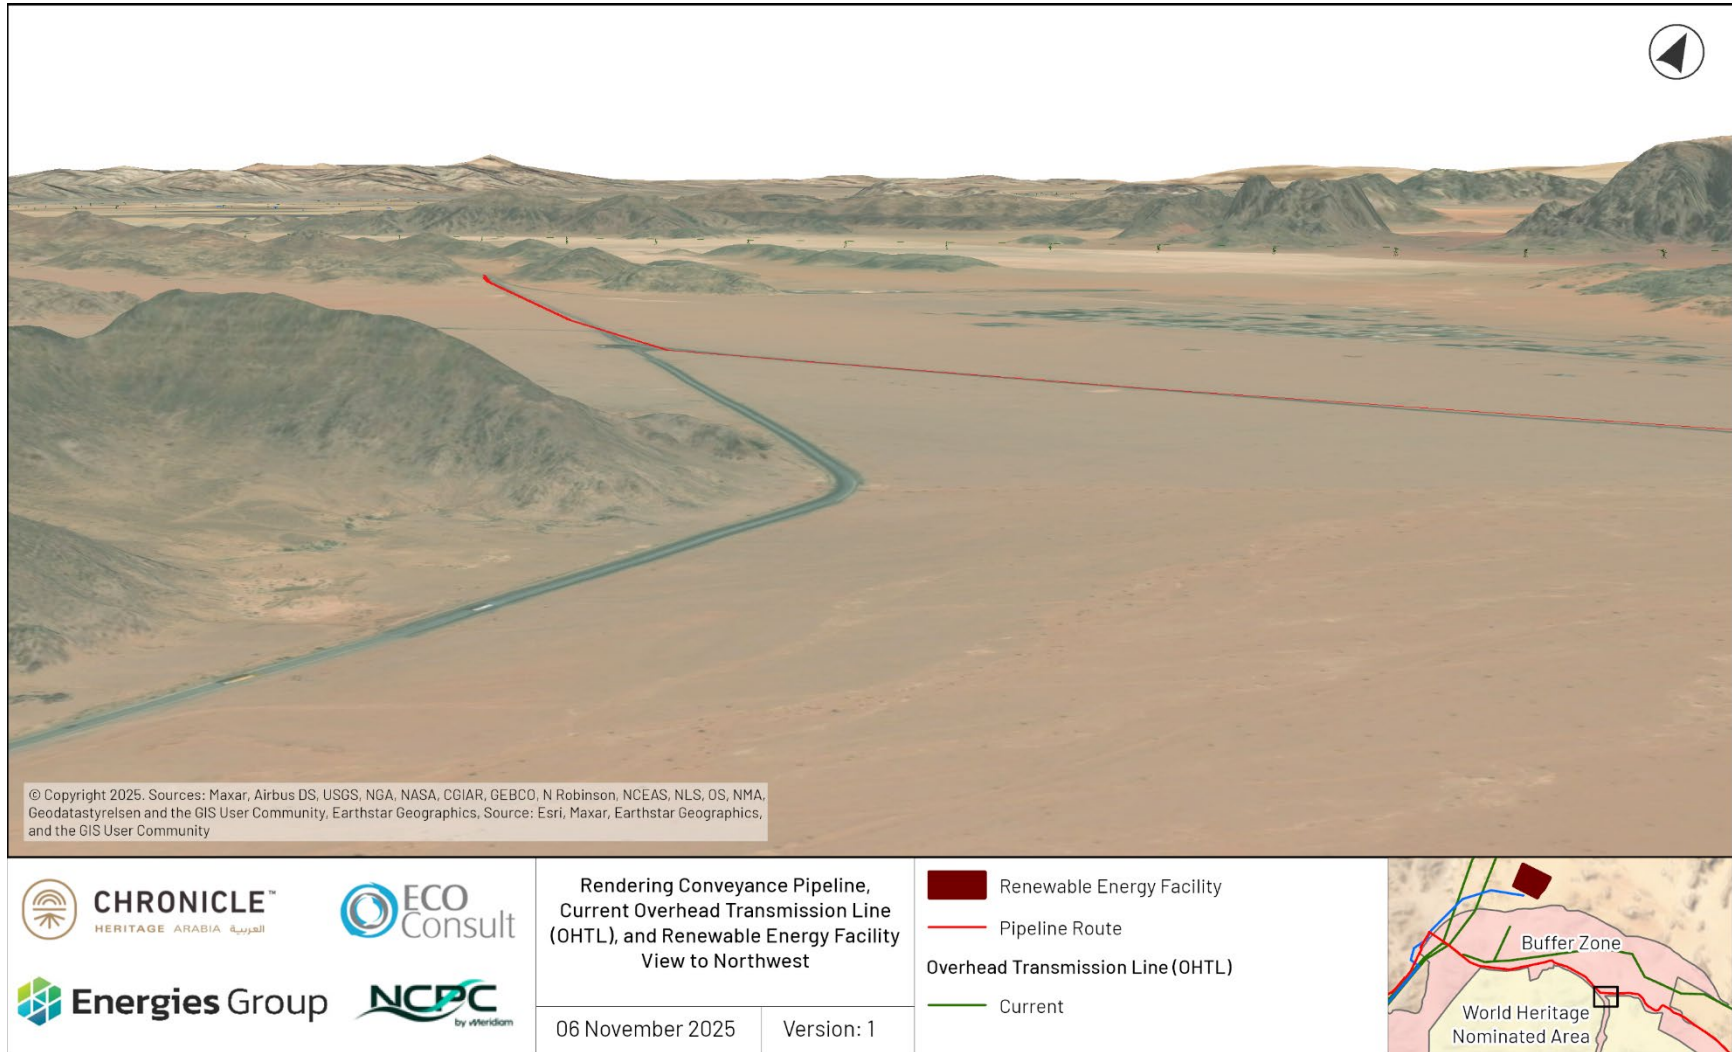 © Copyright 2025. Sources: Maxar, Airbus DS, USGS, NGA, NASA, CGIAR, GEBCO, N Robinson, NCEAS, NLS, OS, NMA,
Geodatastyrelsen and the GIS User Community, Earthstar Geographics, Source: Esri, Maxar, Earthstar Geographics,
and the GIS User Community
CHRONICLE™
HERITAGE ARABIA العربية
ECO
Consult
Energies Group
NCPC
by Meridiam
Rendering Conveyance Pipeline,
Current Overhead Transmission Line
(OHTL), and Renewable Energy Facility
View to Northwest
06 November 2025
Version: 1
Renewable Energy Facility
Pipeline Route
Overhead Transmission Line (OHTL)
Current
Buffer Zone
World Heritage
Nominated Area